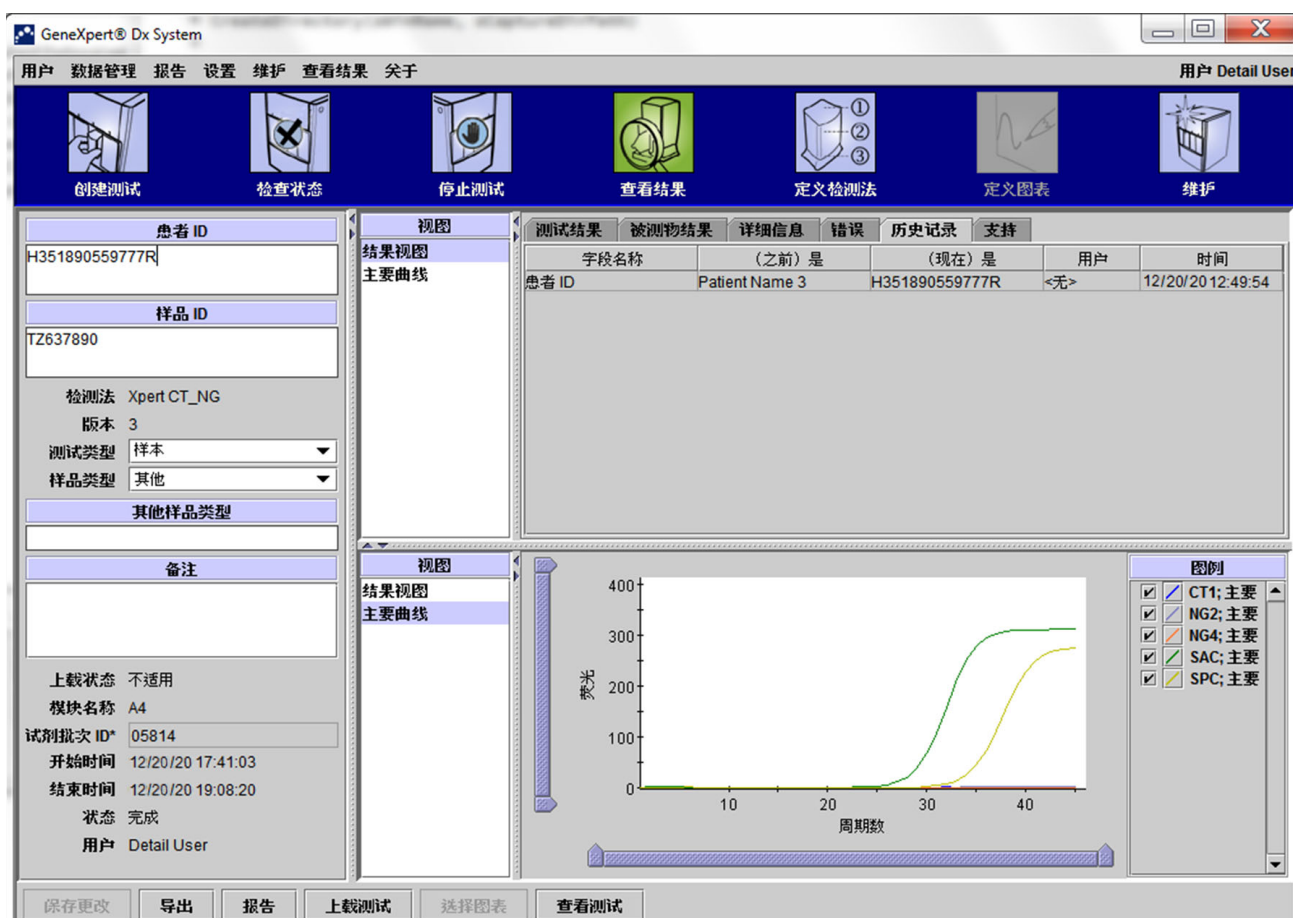 GeneXpert® Dx System
用户 数据管理 报告 设置 维护 查看结果 关于 用户 Detail User
创建测试 检查状态 停止测试 查看结果 定义检测法 定义图表 维护
患者 ID
H351890559777R
样品 ID
TZ637890
检测法 Xpert CT_NG
版本 3
测试类型 样本
样品类型 其他
其他样品类型
备注
上载状态 不适用
模块名称 A4
试剂批次 ID* 05814
开始时间 12/20/20 17:41:03
结束时间 12/20/20 19:08:20
状态 完成
用户 Detail User
视图
结果视图
主要曲线
测试结果 被测物结果 详细信息 错误 历史记录 支持
字段名称 (之前) 是 (现在) 是 用户 时间
患者 ID Patient Name 3 H351890559777R <无> 12/20/20 12:49:54
视图
结果视图
主要曲线
400
300
200
100
0
荧光
10 20 30 40
周期数
图例
CT1; 主要
NG2; 主要
NG4; 主要
SAC; 主要
SPC; 主要
保存更改 导出 报告 上载测试 选择图表 查看测试